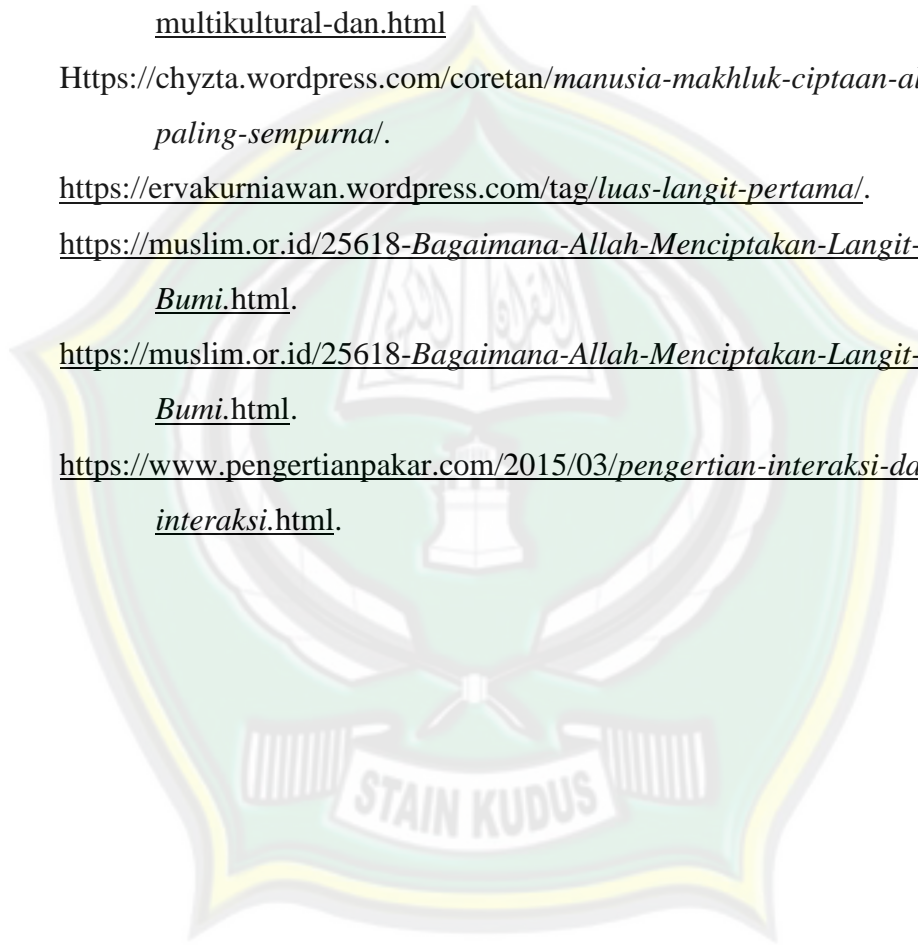 multikultural-dan.html
Https://chyzta.wordpress.com/coretan/manusia-makhluk-ciptaan-al
paling-sempurna/.
https://ervakurniawan.wordpress.com/tag/luas-langit-pertama/.
https://muslim.or.id/25618-Bagaimana-Allah-Menciptakan-Langit-
Bumi.html.
https://muslim.or.id/25618-Bagaimana-Allah-Menciptakan-Langit-
Bumi.html.
https://www.pengertianpakar.com/2015/03/pengertian-interaksi-da
interaksi.html.
STAIN KUDUS